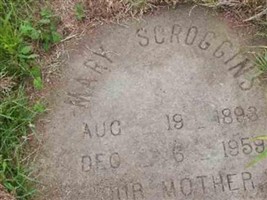 MARY SCROGGINS
AUG 19 1893
DEC 6 1959
OUR MOTHER